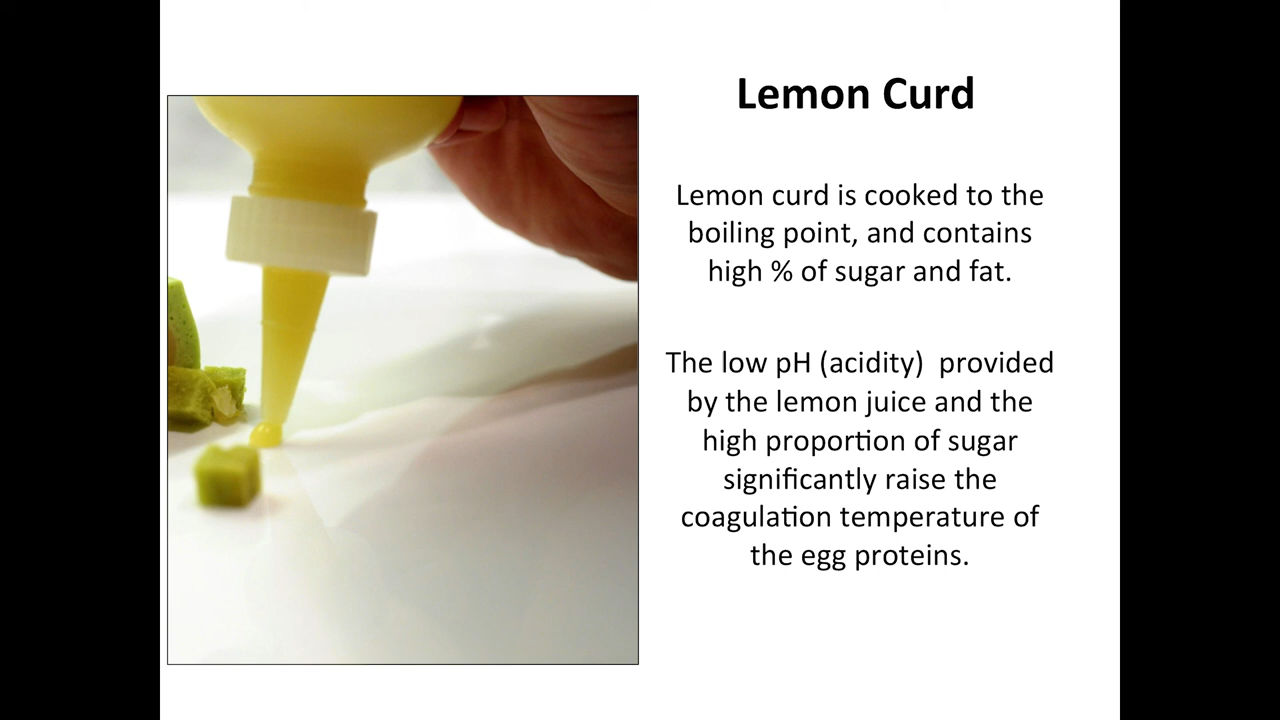 Lemon Curd
Lemon curd is cooked to the
boiling point, and contains
high % of sugar and fat.
The low pH (acidity)  provided
by the lemon juice and the
high proportion of sugar
significantly raise the
coagulation temperature of
the egg proteins.